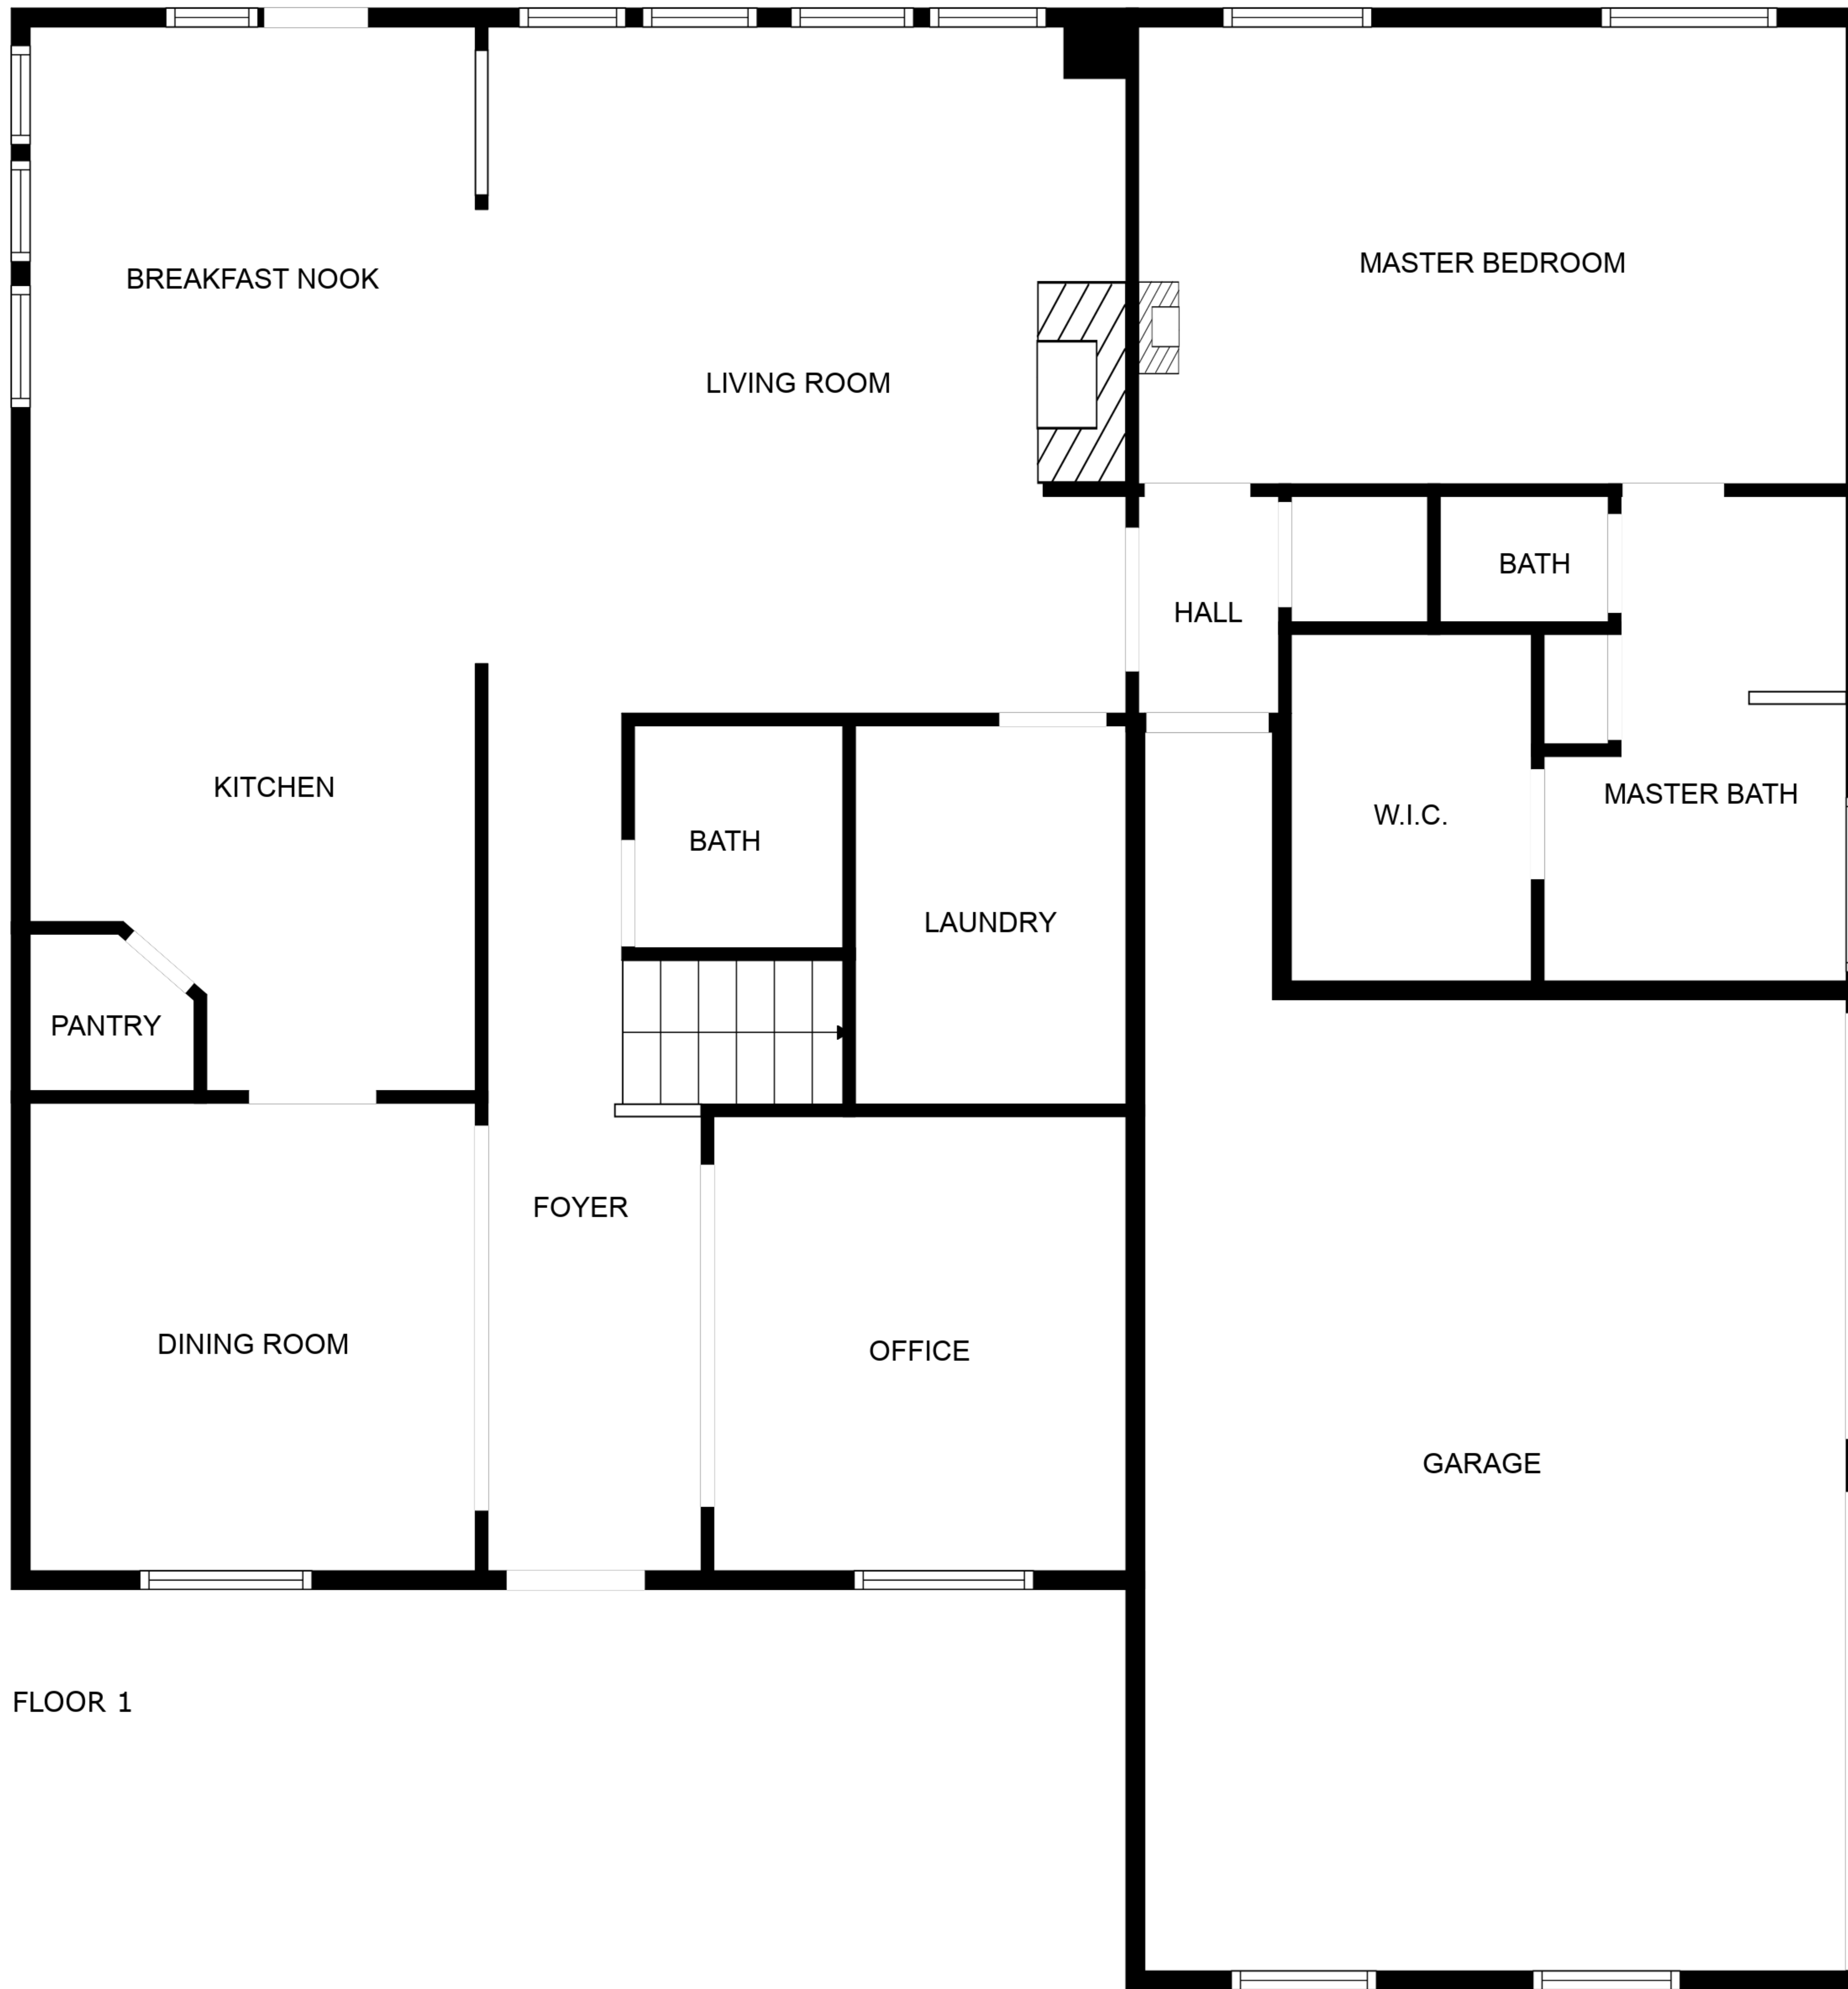 MASTER BEDROOM
BREAKFAST NOOK
LIVING ROOM
BATH
HALL
KITCHEN
MASTER BATH
W.I.C.
BATH
LAUNDRY
PANTRY
FOYER
DINING ROOM
OFFICE
GARAGE
FLOOR 1